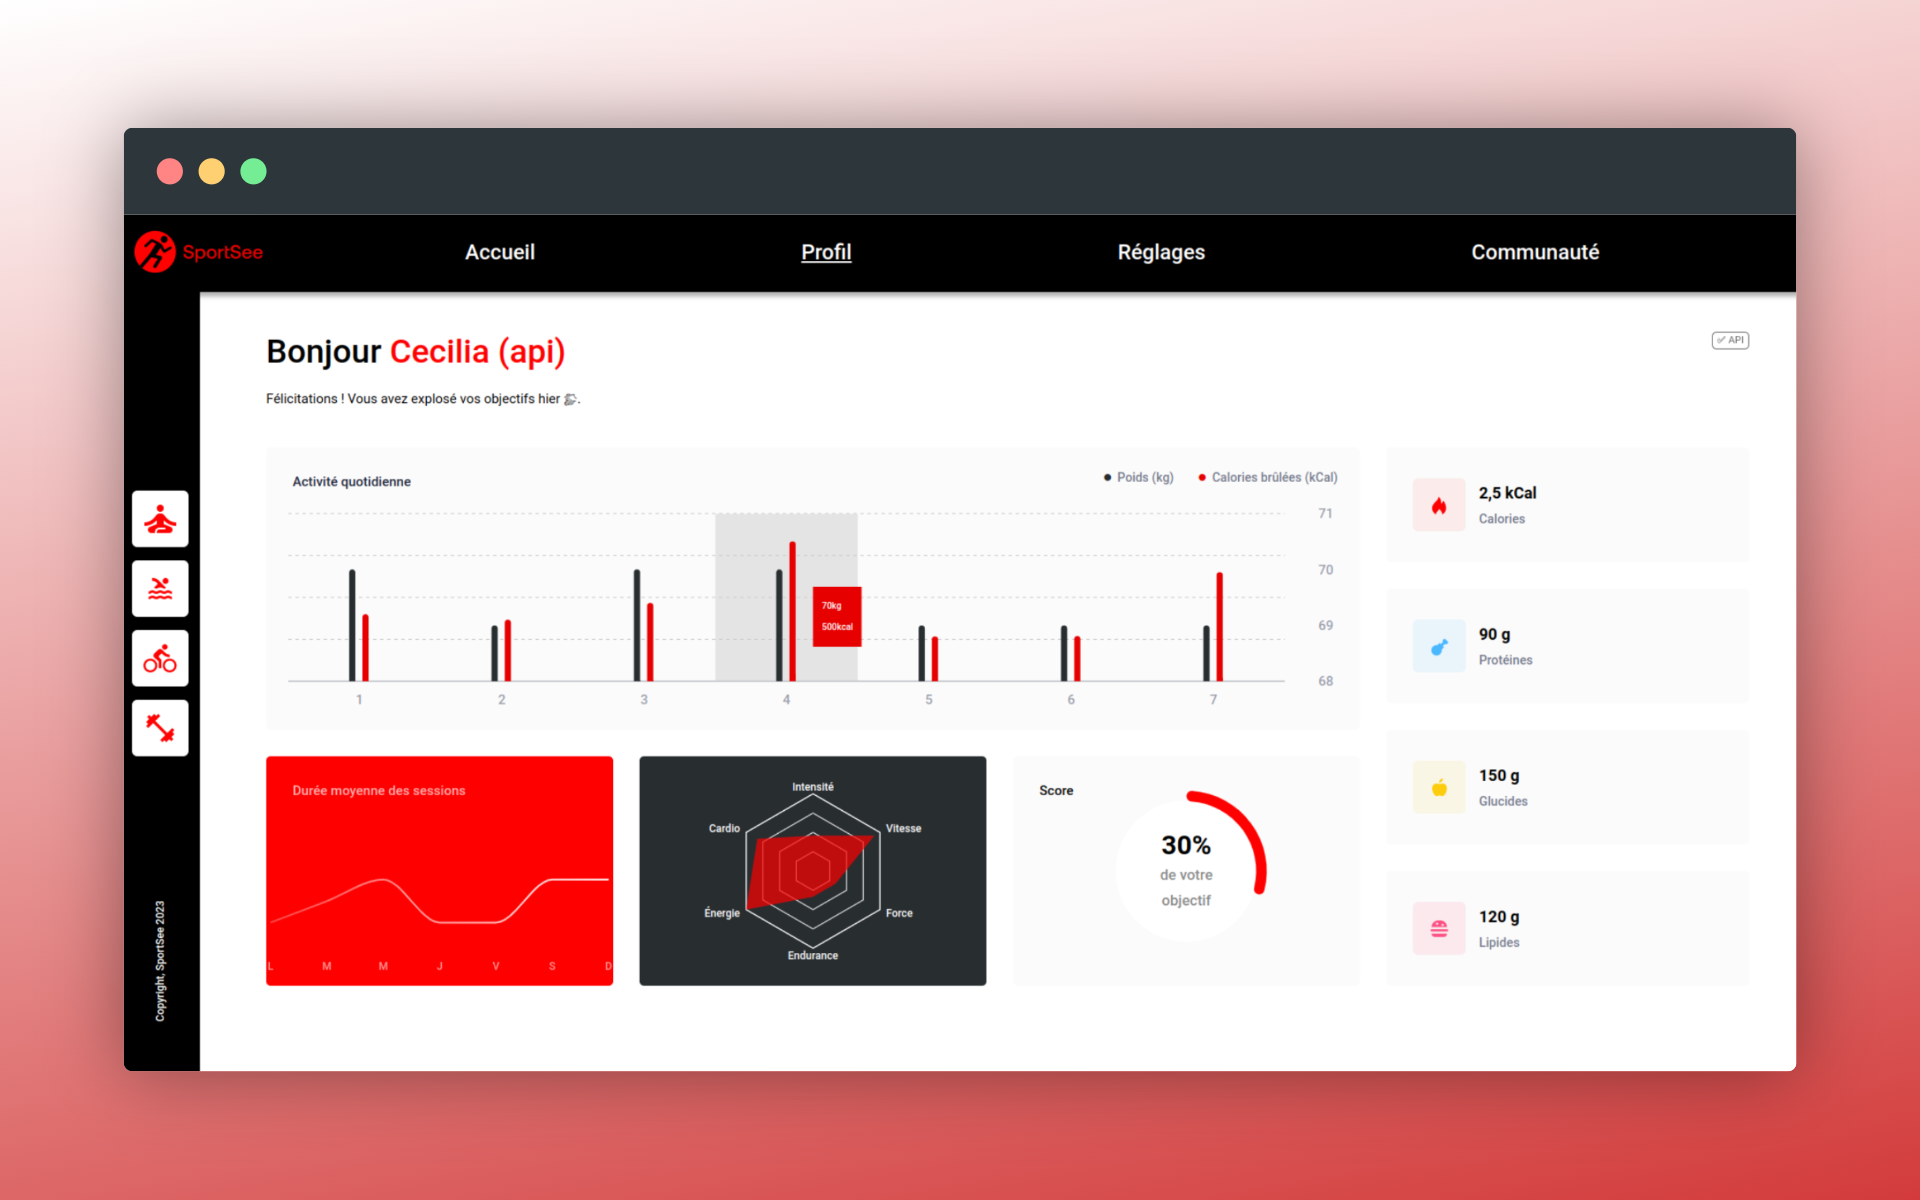 SportSee
Accueil
Profil
Réglages
Communauté
Bonjour Cecilia (api)
✅ API
Félicitations ! Vous avez explosé vos objectifs hier 👏.
Activité quotidienne
Poids (kg)
Calories brûlées (kCal)
71
70
69
68
70kg
500kcal
1
2
3
4
5
6
7
2,5 kCal
Calories
90 g
Protéines
150 g
Glucides
120 g
Lipides
Durée moyenne des sessions
L
M
M
J
V
S
D
Intensité
Vitesse
Force
Endurance
Énergie
Cardio
Score
30%
de votre
objectif
Copyright, SportSee 2023